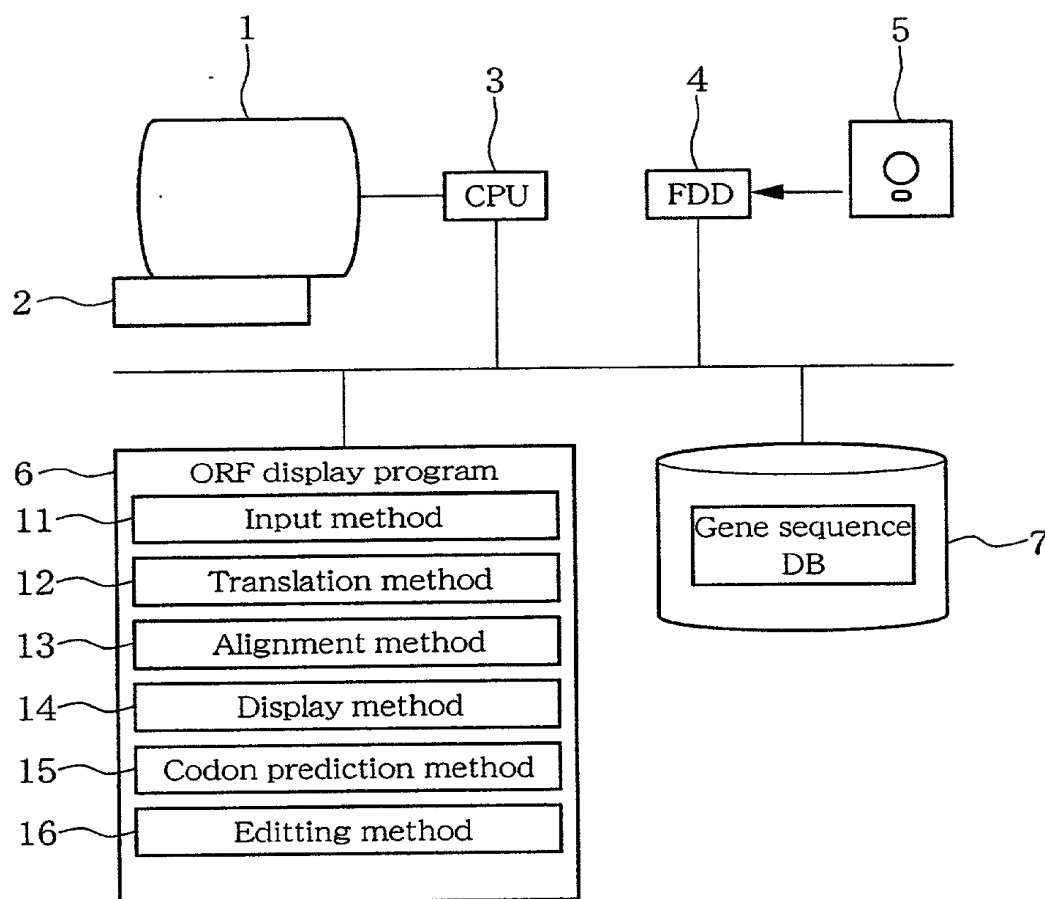 1
5
3
4
CPU
FDD
2
6
ORF display program
11
Input method
Gene sequence
DB
7
12
Translation method
13
Alignment method
14
Display method
15
Codon prediction method
16
Editting method